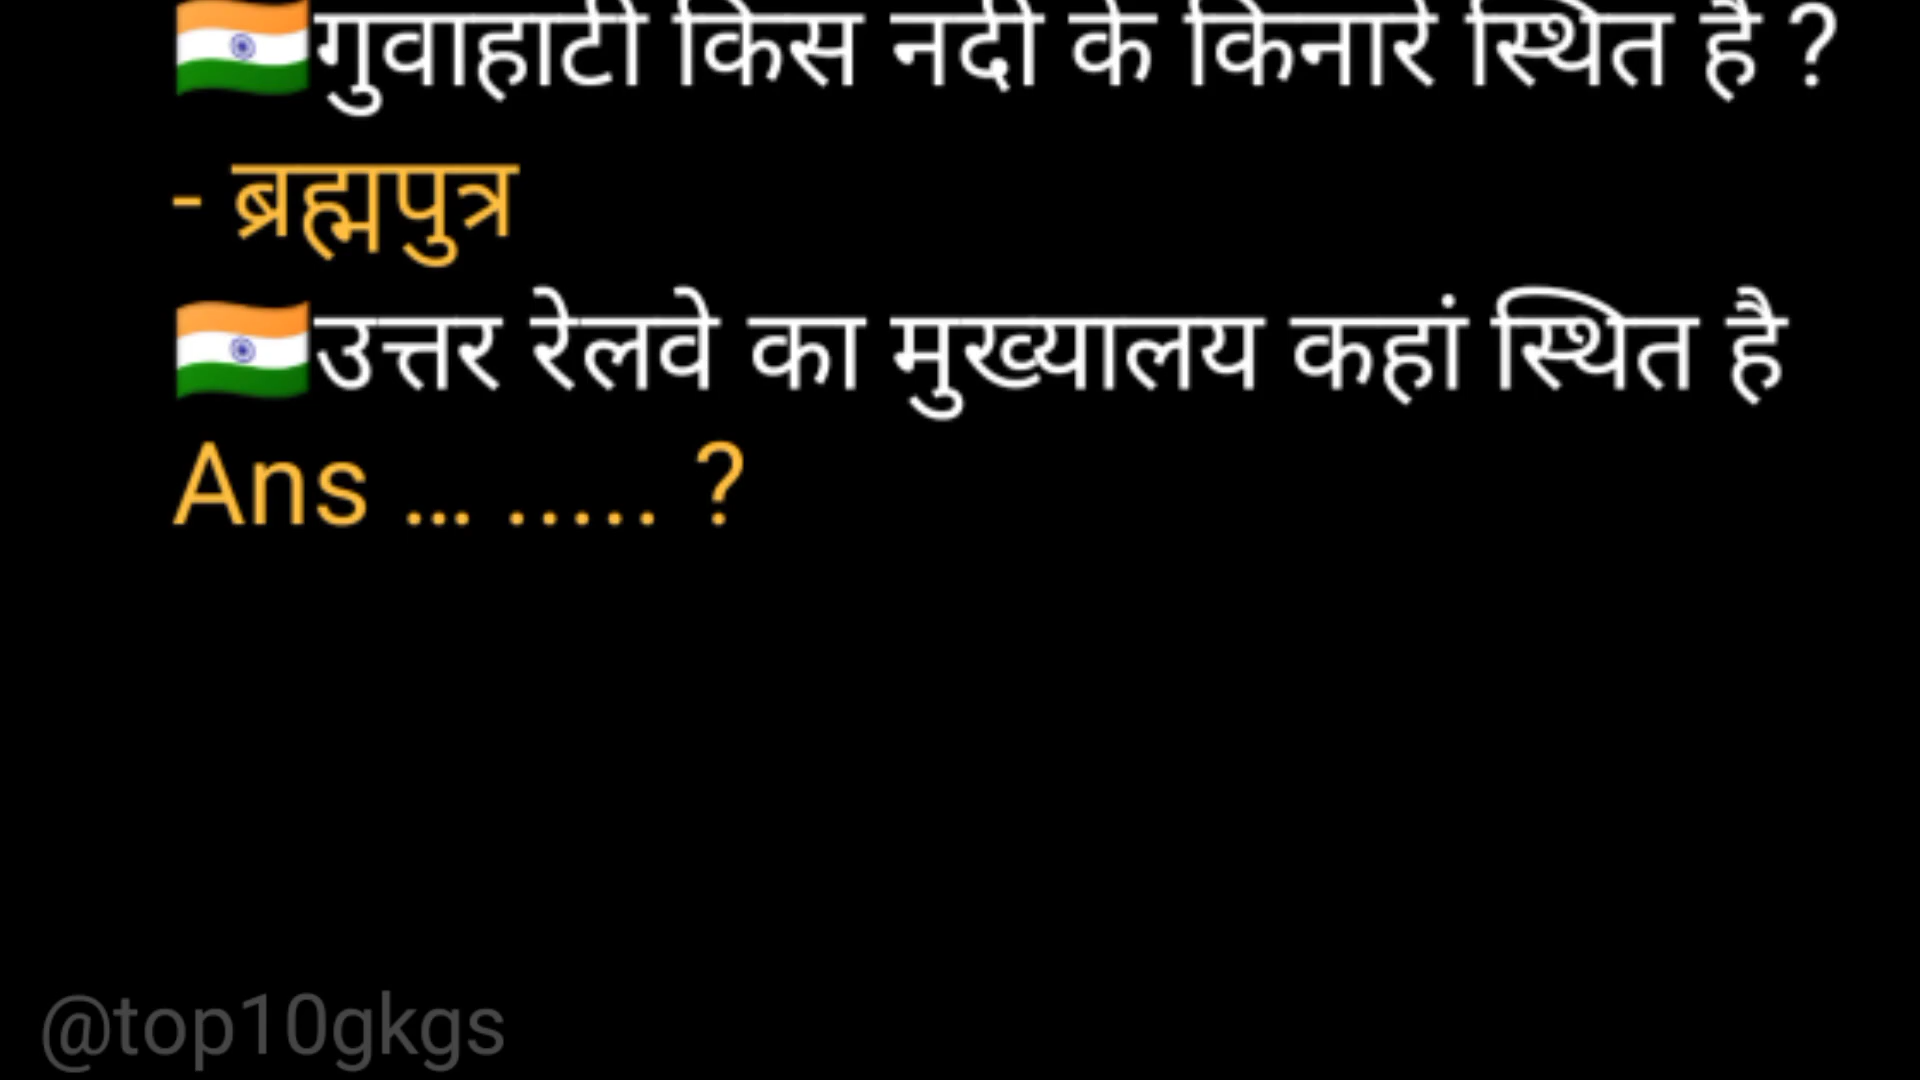 🇮🇳गुवाहाटी किस नदी के किनारे स्थित है ?
- ब्रह्मपुत्र
🇮🇳उत्तर रेलवे का मुख्यालय कहां स्थित है
Ans ... ..... ?
@top10gkgs